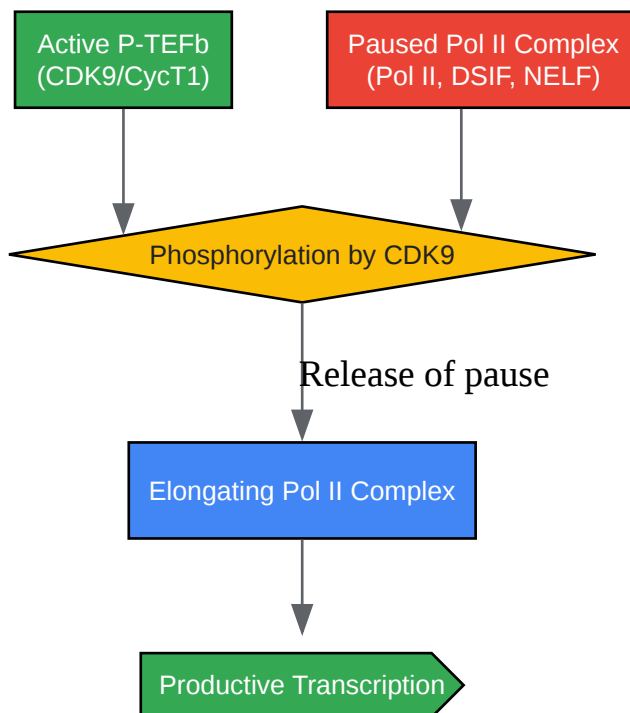 Active P-TEFb
(CDK9/CycT1)
Paused Pol II Complex
(Pol II, DSIF, NELF)
Phosphorylation by CDK9
Release of pause
Elongating Pol II Complex
Productive Transcription